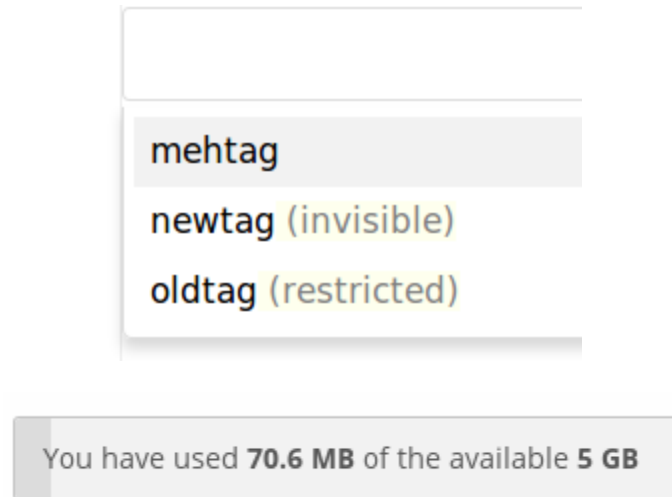 mehtag
newtag (invisible)
oldtag (restricted)
You have used 70.6 MB of the available 5 GB